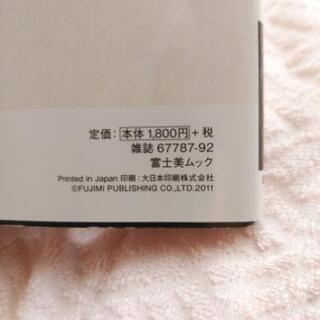 定価：本体1,800円+税
雑誌 67787-92
富士美ムック
Printed in Japan 印刷：大日本印刷株式会社
©FUJIMI PUBLISHING CO.,LTD.2011